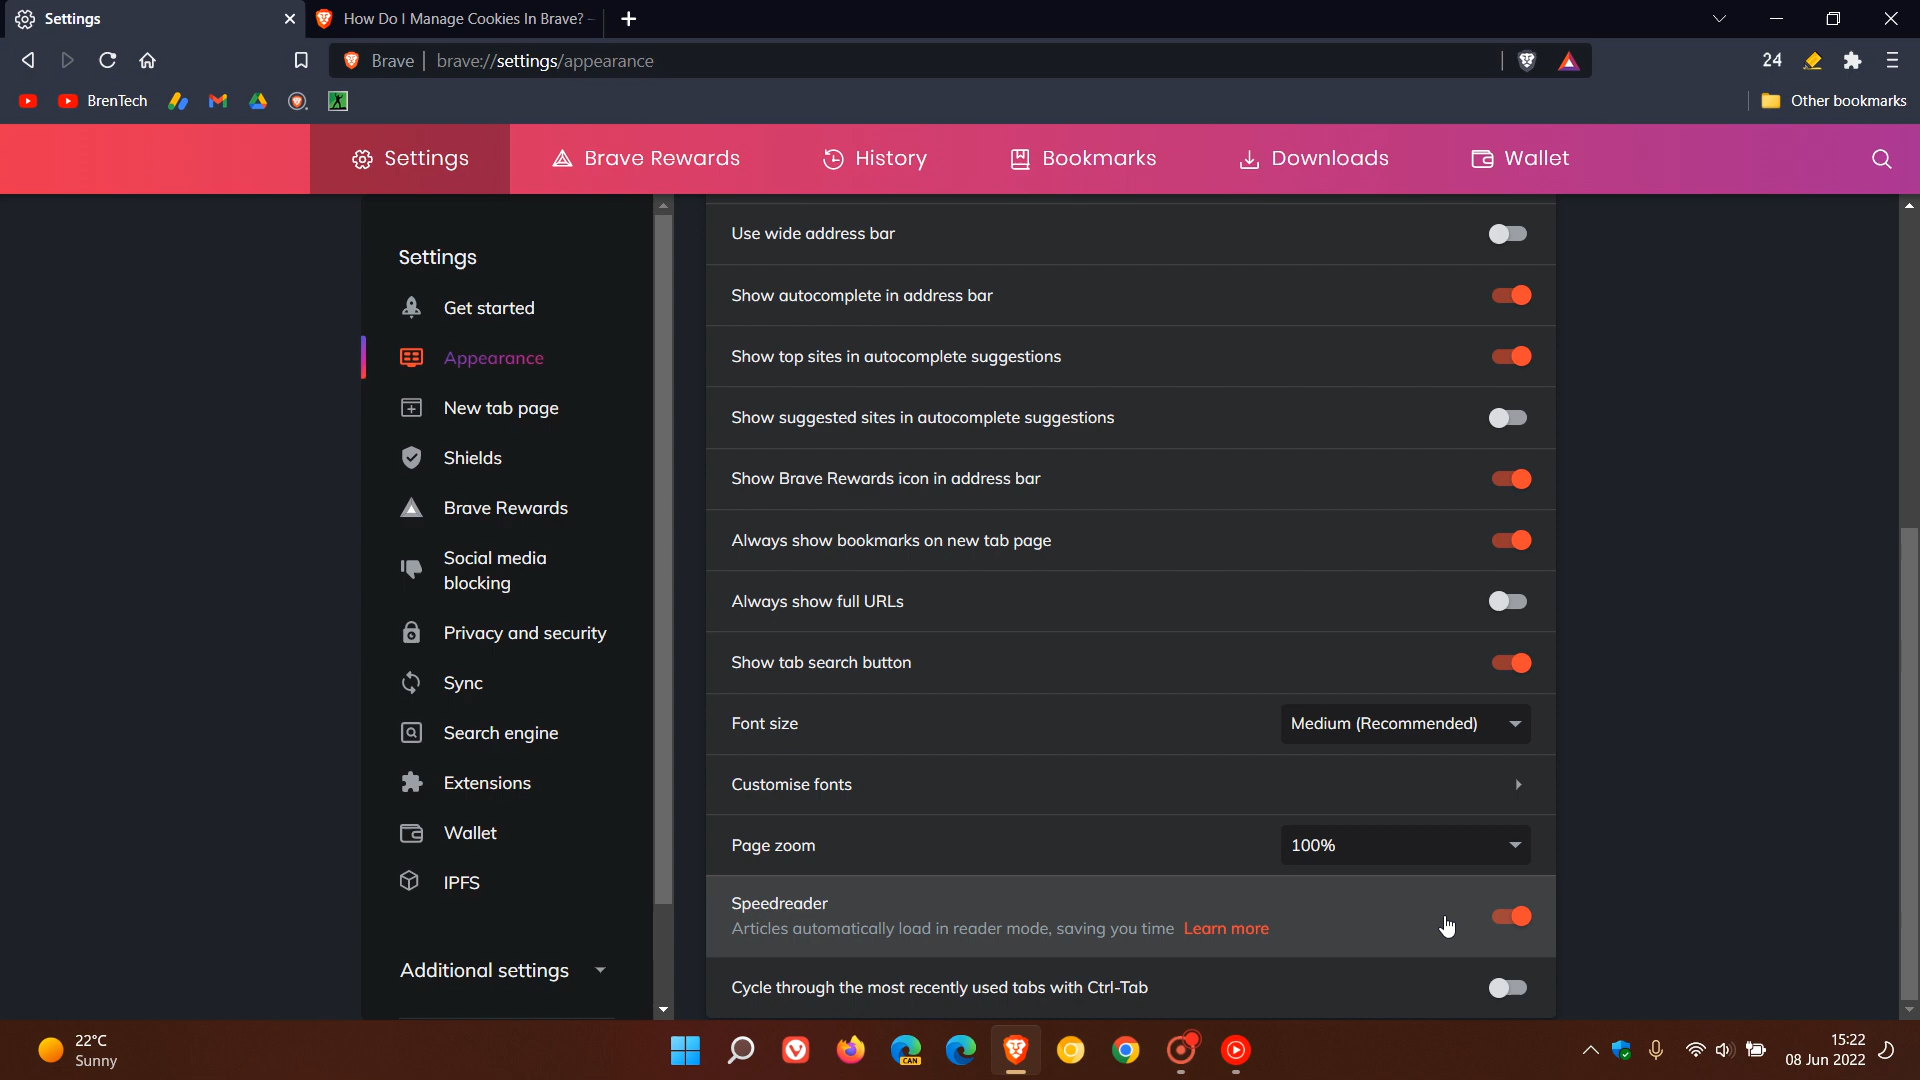 Settings
How Do I Manage Cookies In Brave? -
Brave
brave://settings/appearance
24
BrenTech
Other bookmarks
Settings
Brave Rewards
History
Bookmarks
Downloads
Wallet
Settings
Get started
Appearance
New tab page
Shields
Brave Rewards
Social media
blocking
Privacy and security
Sync
Search engine
Extensions
Wallet
IPFS
Additional settings
Use wide address bar
Show autocomplete in address bar
Show top sites in autocomplete suggestions
Show suggested sites in autocomplete suggestions
Show Brave Rewards icon in address bar
Always show bookmarks on new tab page
Always show full URLs
Show tab search button
Font size
Medium (Recommended)
Customise fonts
Page zoom
100%
Speedreader
Articles automatically load in reader mode, saving you time Learn more
Cycle through the most recently used tabs with Ctrl-Tab
22°C
Sunny
CAN
15:22
08 Jun 2022